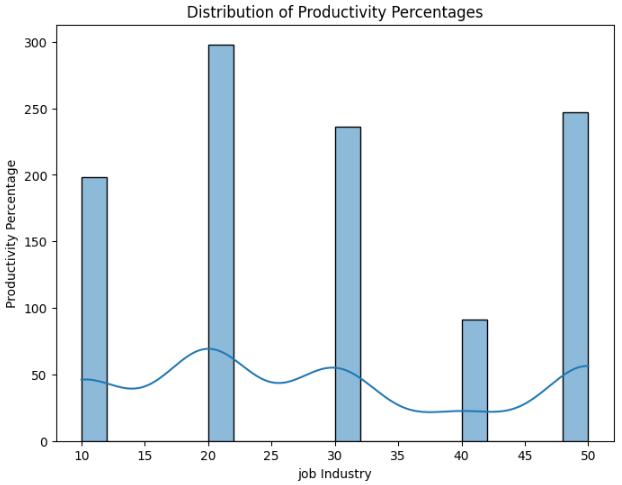 Distribution of Productivity Percentages
300
250
200
150
100
50
0
Productivity Percentage
10 15 20 25 30 35 40 45 50
job Industry